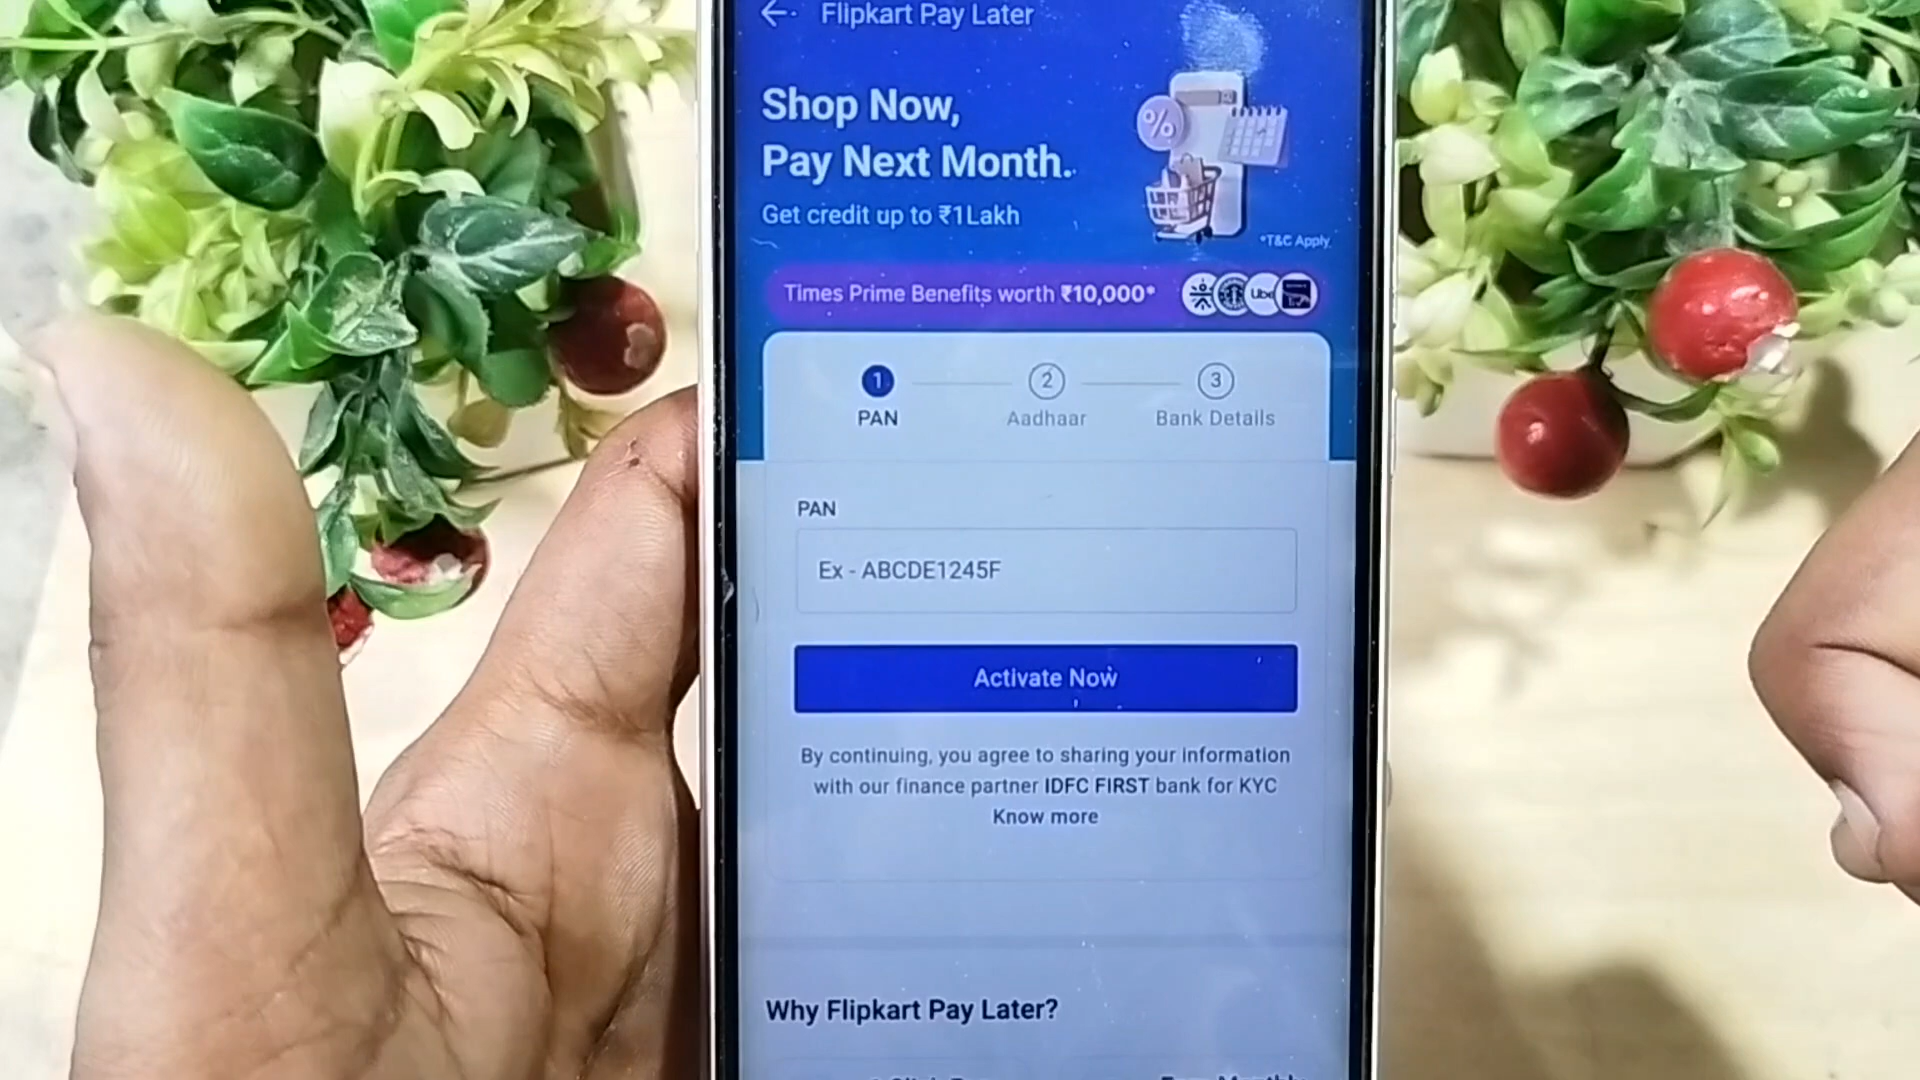 Flipkart Pay Later
Shop Now,
Pay Next Month.
Get credit up to ₹1Lakh
*T&C Apply
Times Prime Benefits worth ₹10,000*
Uber
1 2 3
PAN Aadhaar Bank Details
PAN
Ex - ABCDE1245F
Activate Now
By continuing, you agree to sharing your information
with our finance partner IDFC FIRST bank for KYC
Know more
Why Flipkart Pay Later?